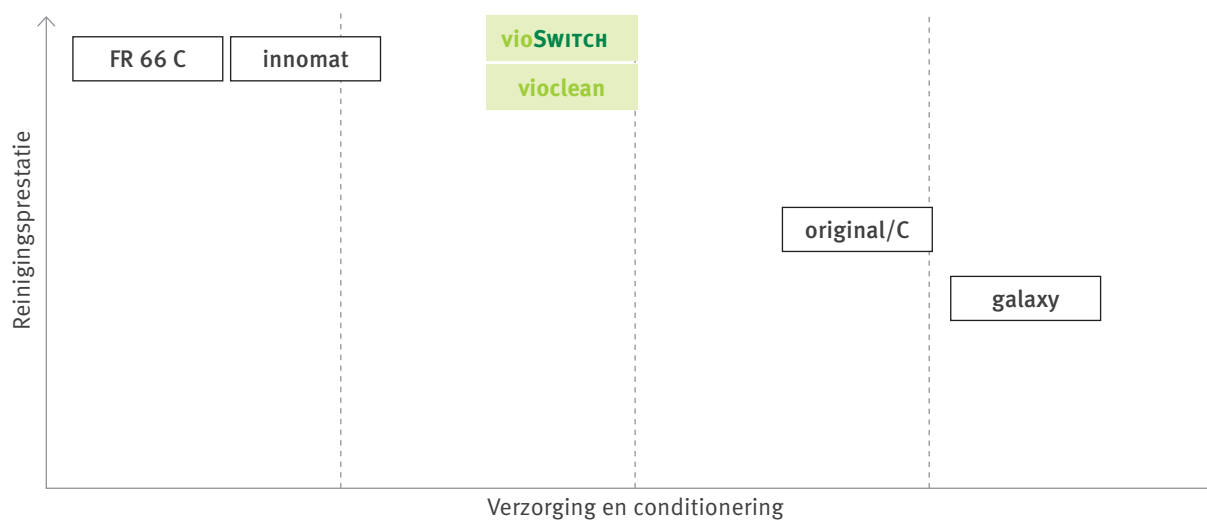 vioSWITCH
FR 66 C
innomat
vioclean
Reinigingsprestatie
original/C
galaxy
Verzorging en conditionering